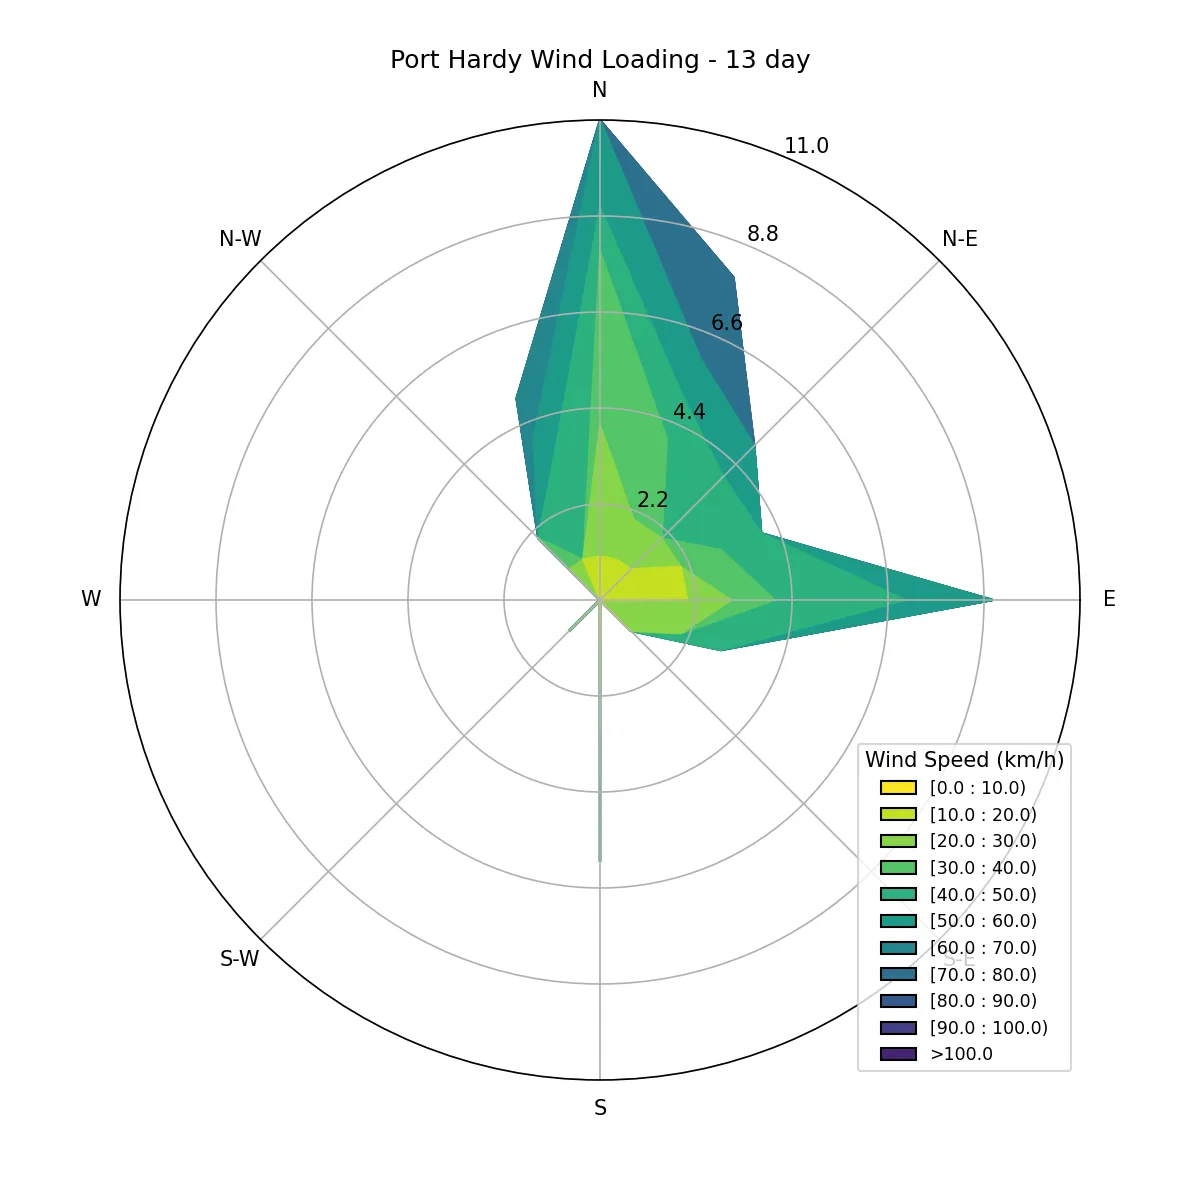 Port Hardy Wind Loading - 13 day
N
11.0
N-W
8.8
N-E
6.6
4.4
2.2
W
E
Wind Speed (km/h)
[0.0 : 10.0)
[10.0 : 20.0)
[20.0 : 30.0)
[30.0 : 40.0)
[40.0 : 50.0)
[50.0 : 60.0)
[60.0 : 70.0)
[70.0 : 80.0)
[80.0 : 90.0)
[90.0 : 100.0)
>100.0
S-W
S-E
S